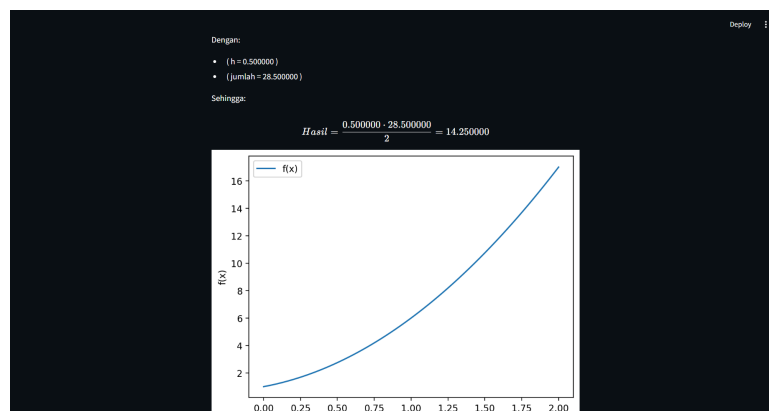 Deploy
Dengan:
( h = 0.500000 )
( jumlah = 28.500000 )
Sehingga:
Hasil = 0.500000 · 28.500000 / 2 = 14.250000
f(x)
16
14
12
10
8
6
4
2
f(x)
0.00 0.25 0.50 0.75 1.00 1.25 1.50 1.75 2.00